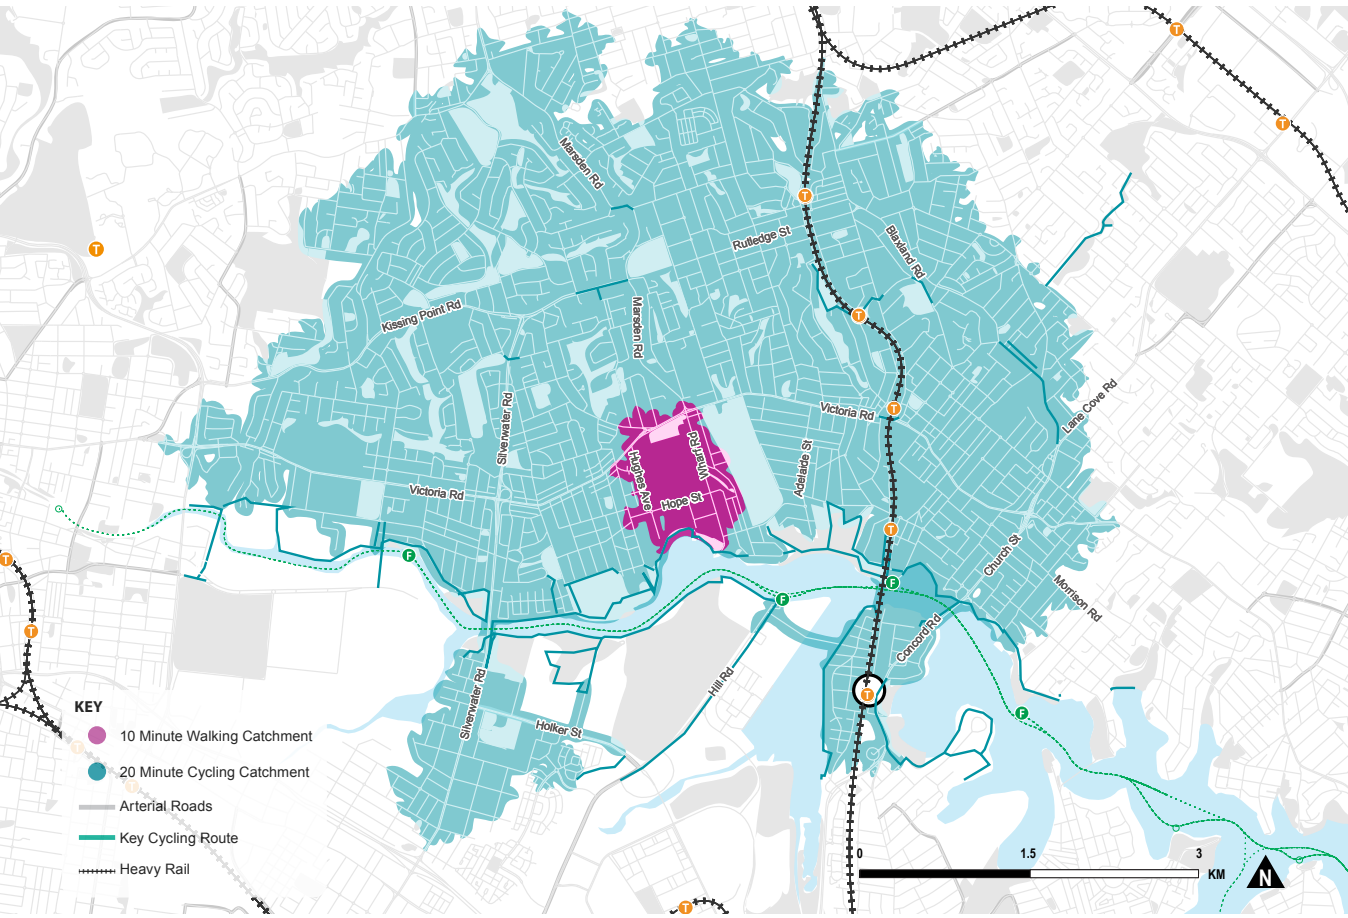 T
T
Marsden Rd
T
Rutledge St
Blaxland Rd
T
Kissing Point Rd
Marsden Rd
T
Lane Cove Rd
Silverwater Rd
Victoria Rd
T
Wharf Rd
Hughes Ave
Adelaide St
Victoria Rd
Hope St
T
Church St
F
T
F
Morrison Rd
F
T
Concord Rd
Hill Rd
T
Silverwater Rd
F
Holker St
KEY
10 Minute Walking Catchment
T
20 Minute Cycling Catchment
T
Arterial Roads
Key Cycling Route
Heavy Rail
0
1.5
3
KM
N
T